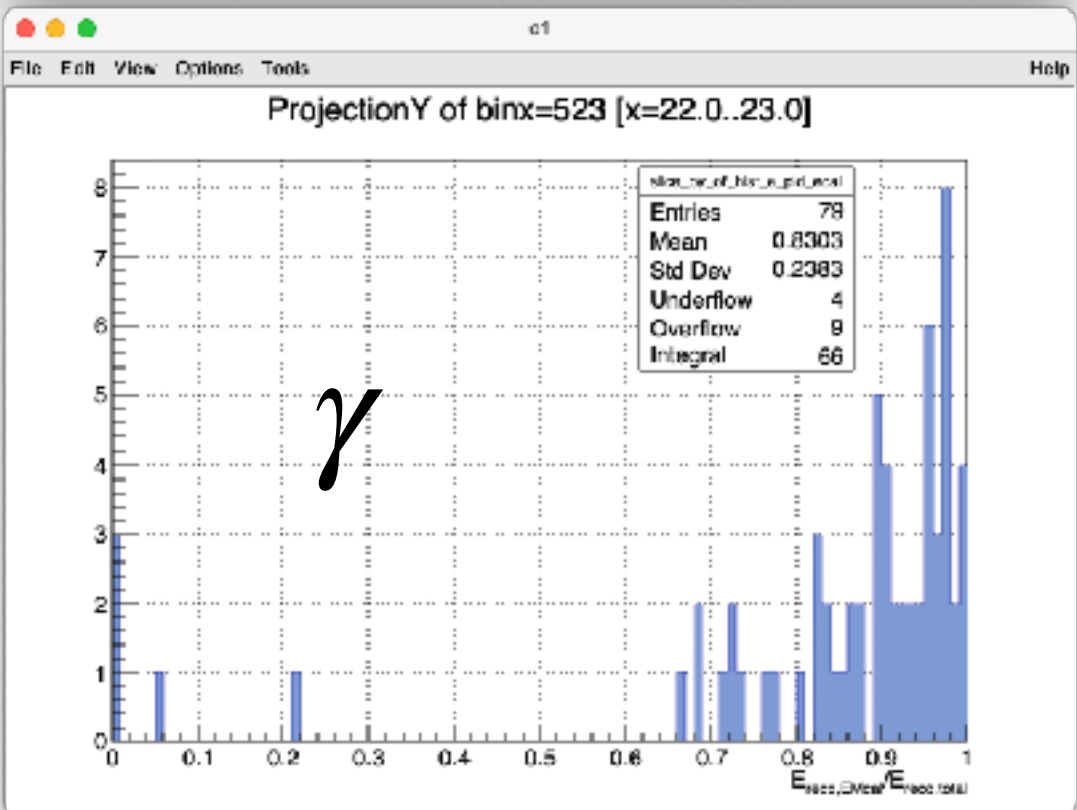 c1
File Edit View Options Tools Help
ProjectionY of binx=523 [x=22.0..23.0]
Entries 79
Mean 0.8303
Std Dev 0.2383
Underflow 4
Overflow 9
Integral 66
γ
8
7
6
5
4
3
2
1
0
0 0.1 0.2 0.3 0.4 0.5 0.6 0.7 0.8 0.9 1